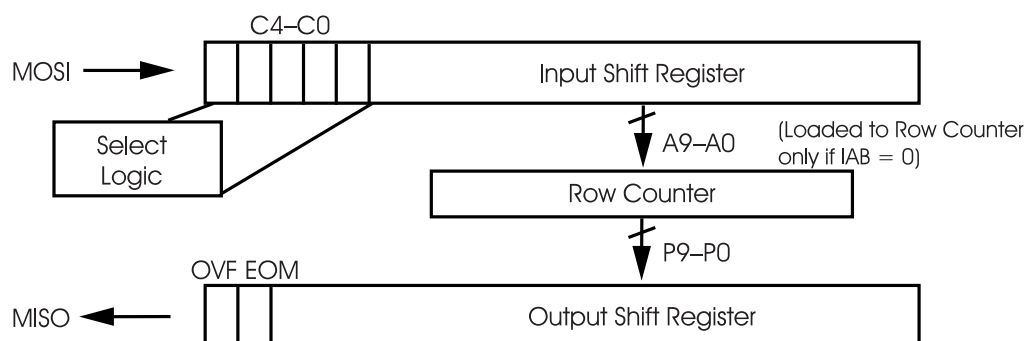 C4–C0
MOSI
Input Shift Register
Select
Logic
A9–A0
(Loaded to Row Counter
only if IAB = 0)
Row Counter
P9–P0
OVF EOM
MISO
Output Shift Register